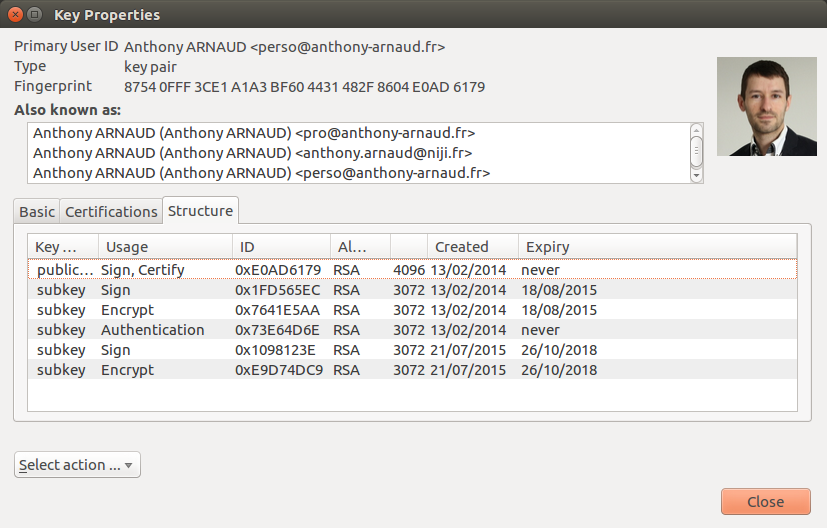 Key Properties
Primary User ID Anthony ARNAUD <perso@anthony-arnaud.fr>
Type key pair
Fingerprint 8754 0FFF 3CE1 A1A3 BF60 4431 482F 8604 E0AD 6179
Also known as:
Anthony ARNAUD (Anthony ARNAUD) <pro@anthony-arnaud.fr>
Anthony ARNAUD (Anthony ARNAUD) <anthony.arnaud@niji.fr>
Anthony ARNAUD (Anthony ARNAUD) <perso@anthony-arnaud.fr>
Basic Certifications Structure
Key ... Usage ID Al... Created Expiry
public... Sign, Certify 0xE0AD6179 RSA 4096 13/02/2014 never
subkey Sign 0x1FD565EC RSA 3072 13/02/2014 18/08/2015
subkey Encrypt 0x7641E5AA RSA 3072 13/02/2014 18/08/2015
subkey Authentication 0x73E64D6E RSA 3072 13/02/2014 never
subkey Sign 0x1098123E RSA 3072 21/07/2015 26/10/2018
subkey Encrypt 0xE9D74DC9 RSA 3072 21/07/2015 26/10/2018
Select action ...
Close